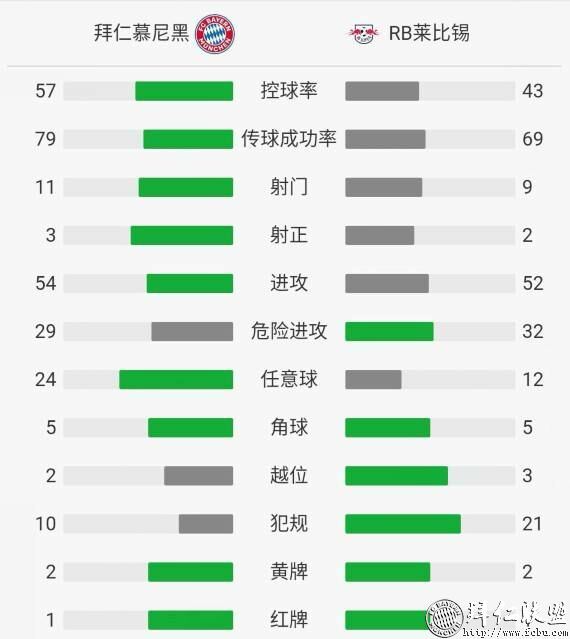 拜仁慕尼黑 FC BAYERN MÜNCHEN RB莱比锡
57 控球率 43
79 传球成功率 69
11 射门 9
3 射正 2
54 进攻 52
29 危险进攻 32
24 任意球 12
5 角球 5
2 越位 3
10 犯规 21
2 黄牌 2
1 红牌
拜仁联盟
http://www.fcbu.com